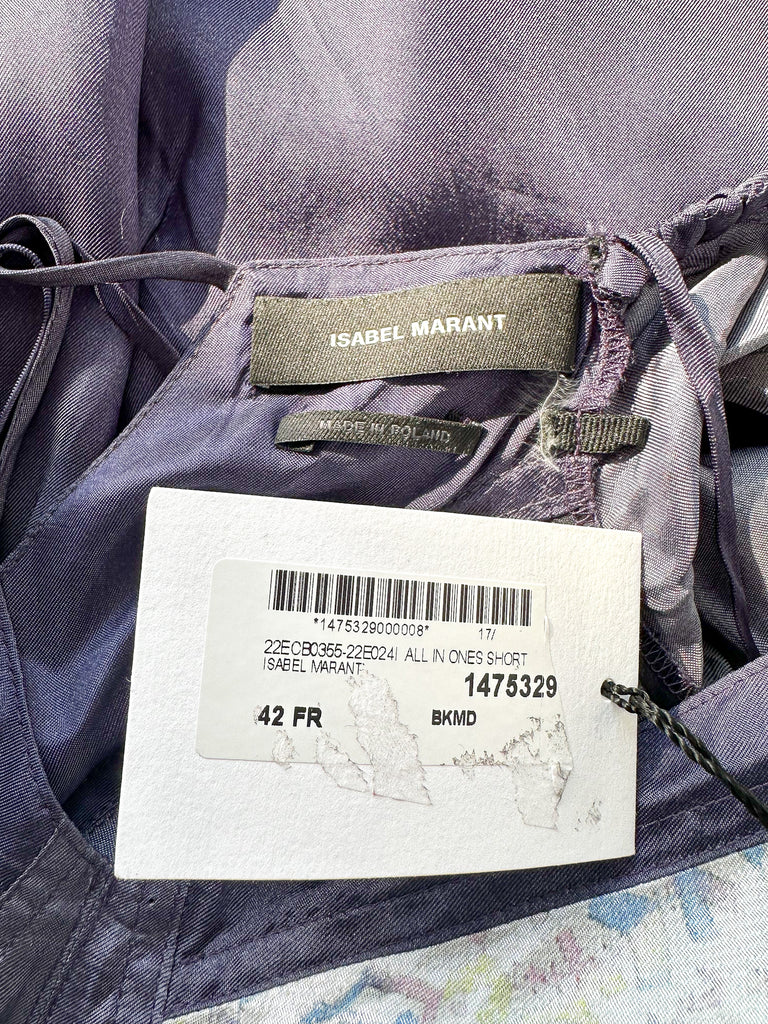 ISABEL MARANT
MADE IN POLAND
*1475329000008*
17/
22ECB0355-22E024I ALL IN ONES SHORT
ISABEL MARANT
1475329
42 FR
BKMD